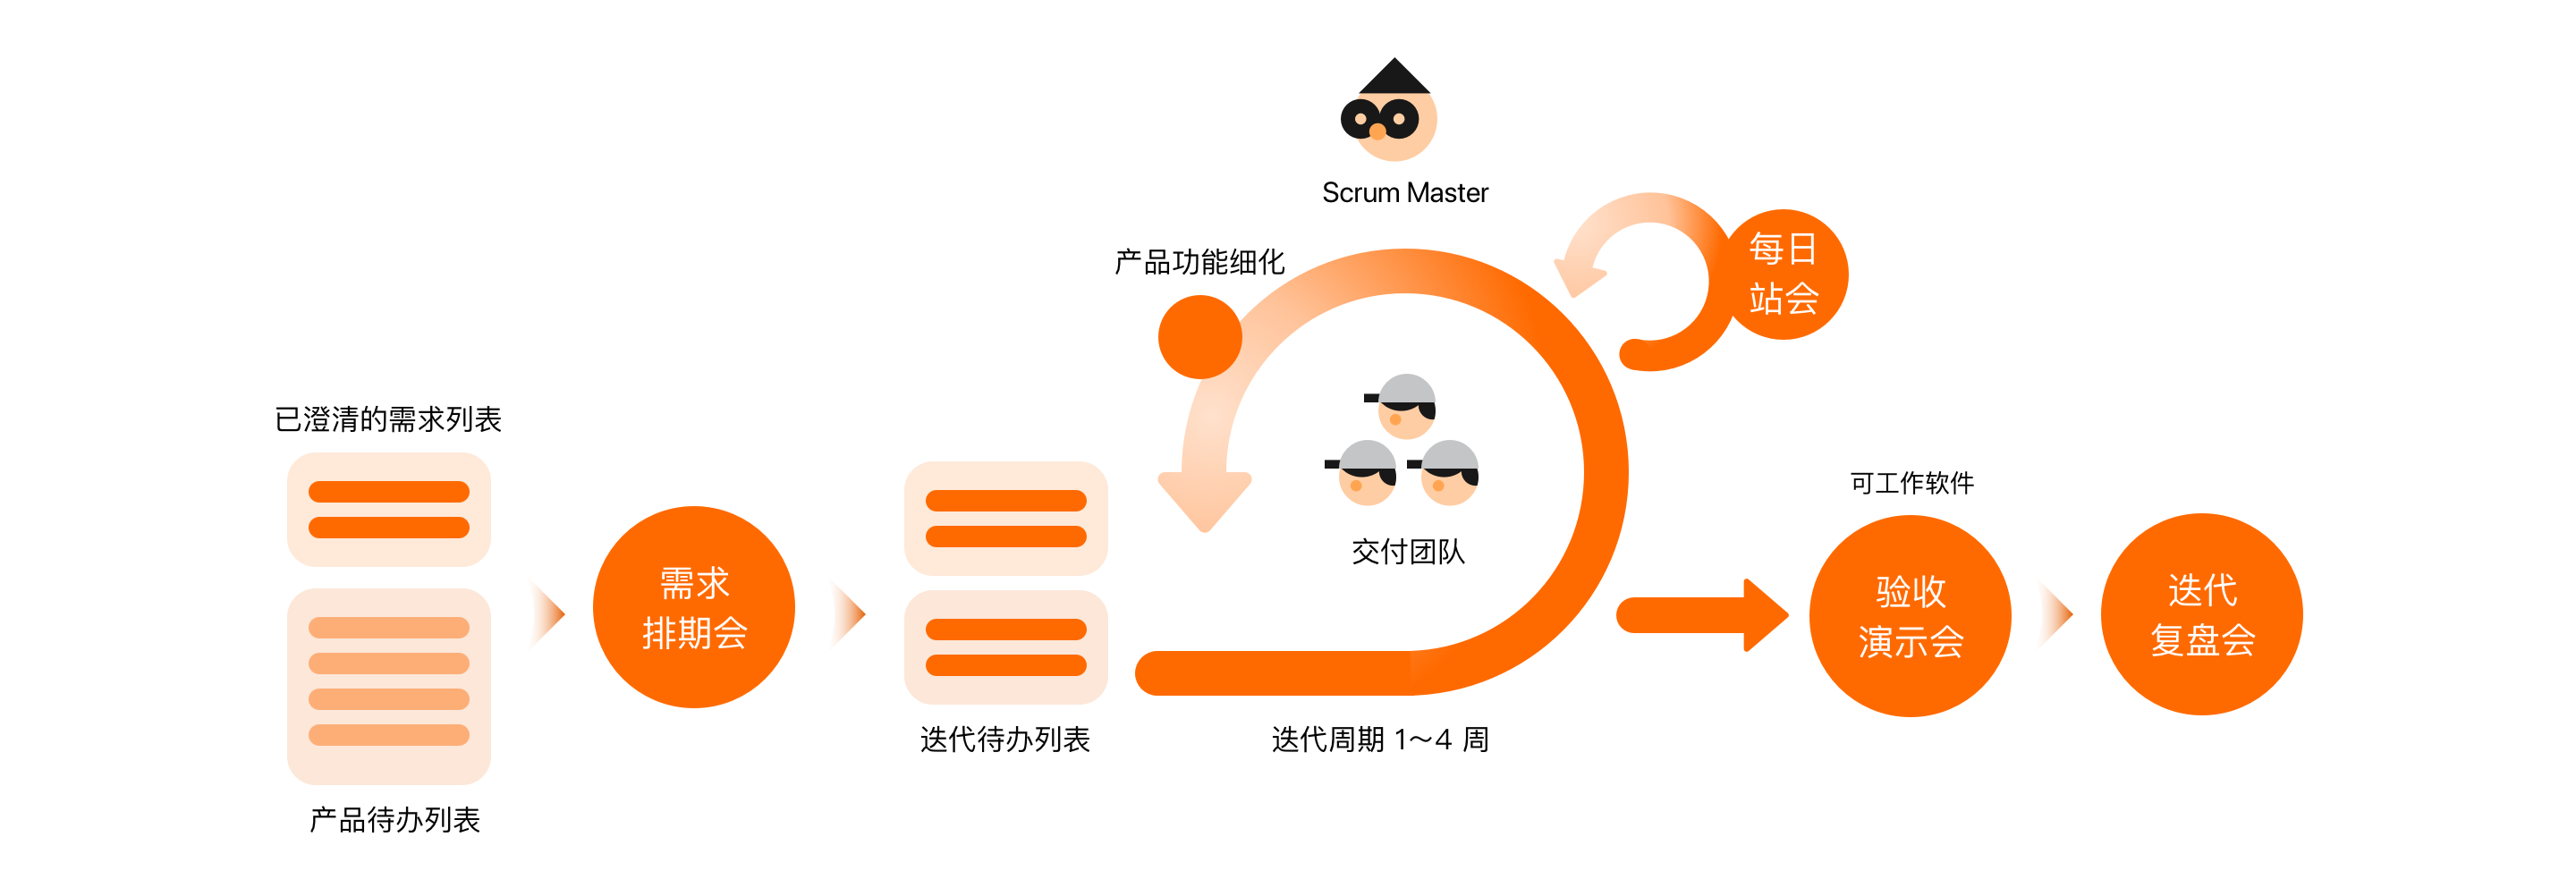 Scrum Master
产品功能细化
每日
站会
已澄清的需求列表
需求
排期会
产品待办列表
迭代待办列表
交付团队
迭代周期 1～4 周
可工作软件
验收
演示会
迭代
复盘会